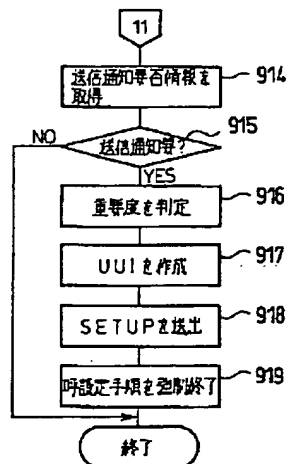 11
送信通知要否情報を
取得
914
送信通知要?
915
NO
YES
重要度を判定
916
UUIを作成
917
SETUPを送出
918
呼設定手順を強制終了
919
終了